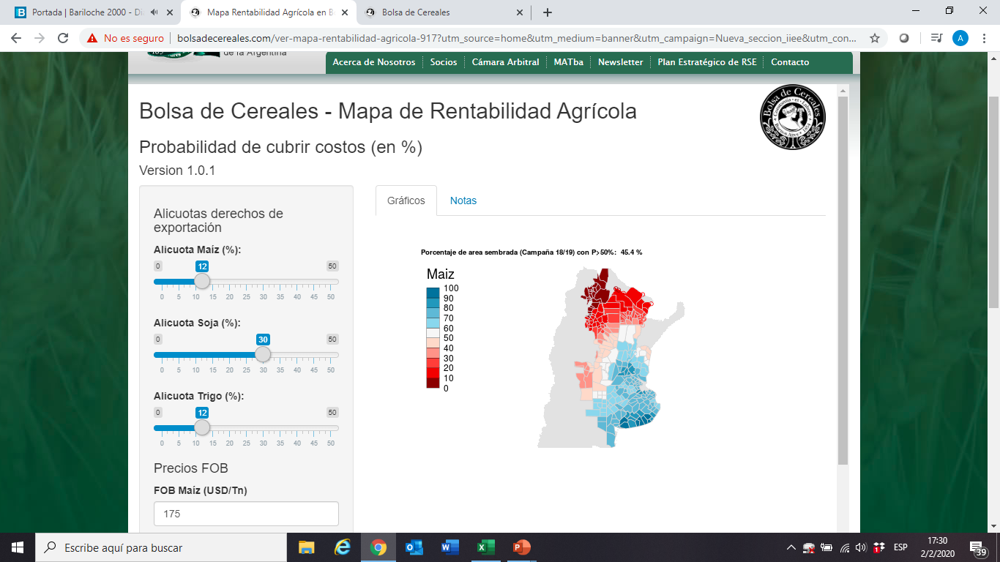 Portada | Bariloche 2000 - Di
Mapa Rentabilidad Agrícola en B
Bolsa de Cereales
No es seguro
bolsadecereales.com/ver-mapa-rentabilidad-agricola-917?utm_source=home&utm_medium=banner&utm_campaign=Nueva_seccion_iiee&utm_con...
A
de la Argentina
Acerca de Nosotros
Socios
Cámara Arbitral
MATba
Newsletter
Plan Estratégico de RSE
Contacto
Bolsa de Cereales - Mapa de Rentabilidad Agrícola
Bolsa de Cereales
Buenos Aires
Probabilidad de cubrir costos (en %)
Version 1.0.1
Alicuotas derechos de
exportación
Alicuota Maíz (%):
0 12 50
0 5 10 15 20 25 30 35 40 45 50
Alicuota Soja (%):
0 30 50
0 5 10 15 20 25 30 35 40 45 50
Alicuota Trigo (%):
0 12 50
0 5 10 15 20 25 30 35 40 45 50
Precios FOB
FOB Maíz (USD/Tn)
175
Gráficos
Notas
Porcentaje de area sembrada (Campaña 18/19) con P>50%: 45.4 %
Maiz
100
90
80
70
60
50
40
30
20
10
0
Escribe aquí para buscar
ESP
17:30
2/2/2020
39